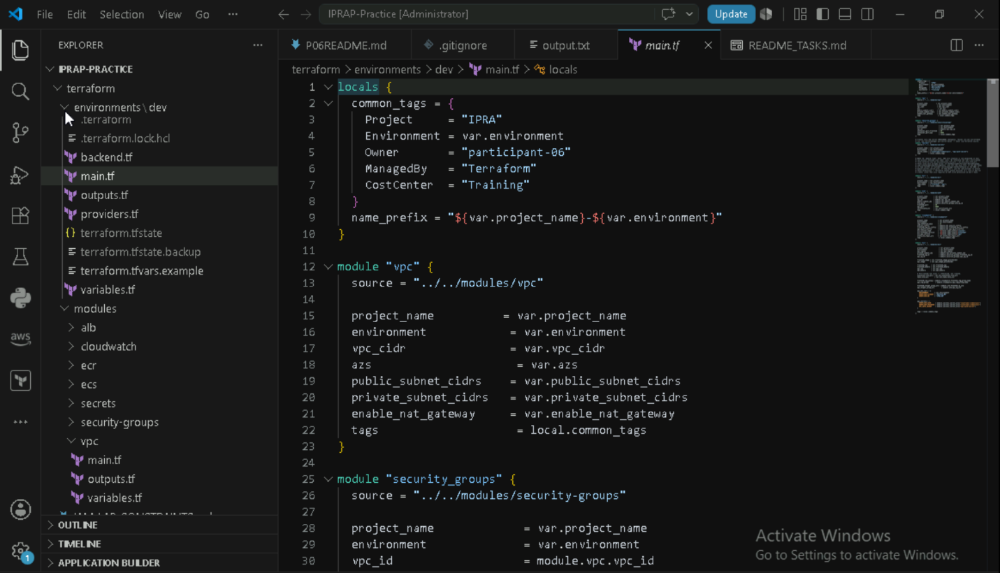 File Edit Selection View Go ··· IPRAP-Practice [Administrator] Update
EXPLORER ···
IPRAP-PRACTICE
terraform
environments \ dev
.terraform
.terraform.lock.hcl
backend.tf
main.tf
outputs.tf
providers.tf
{} terraform.tfstate
terraform.tfstate.backup
terraform.tfvars.example
variables.tf
modules
alb
cloudwatch
ecr
ecs
secrets
security-groups
vpc
main.tf
outputs.tf
variables.tf
OUTLINE
TIMELINE
APPLICATION BUILDER
aws
1
P06README.md .gitignore output.txt main.tf README_TASKS.md
terraform > environments > dev > main.tf > locals
1 locals {
2 common_tags = {
3 Project = "IPRA"
4 Environment = var.environment
5 Owner = "participant-06"
6 ManagedBy = "Terraform"
7 CostCenter = "Training"
8 }
9 name_prefix = "${var.project_name}-${var.environment}"
10 }
11
12 module "vpc" {
13 source = "../../modules/vpc"
14
15 project_name = var.project_name
16 environment = var.environment
17 vpc_cidr = var.vpc_cidr
18 azs = var.azs
19 public_subnet_cidrs = var.public_subnet_cidrs
20 private_subnet_cidrs = var.private_subnet_cidrs
21 enable_nat_gateway = var.enable_nat_gateway
22 tags = local.common_tags
23 }
24
25 module "security_groups" {
26 source = "../../modules/security-groups"
27
28 project_name = var.project_name
29 environment = var.environment
30 vpc_id = module.vpc.vpc_id
Activate Windows
Go to Settings to activate Windows.